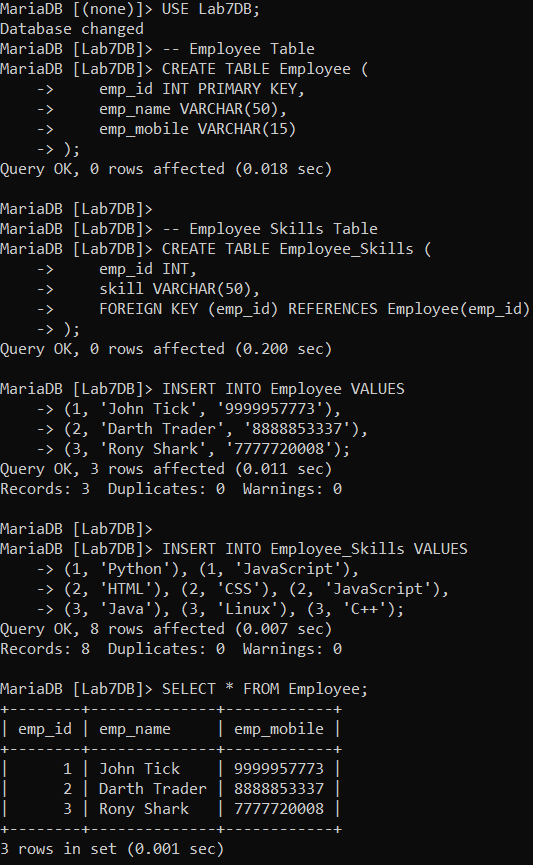 MariaDB [(none)]> USE Lab7DB;
Database changed
MariaDB [Lab7DB]> -- Employee Table
MariaDB [Lab7DB]> CREATE TABLE Employee (
    ->     emp_id INT PRIMARY KEY,
    ->     emp_name VARCHAR(50),
    ->     emp_mobile VARCHAR(15)
    -> );
Query OK, 0 rows affected (0.018 sec)

MariaDB [Lab7DB]>
MariaDB [Lab7DB]> -- Employee Skills Table
MariaDB [Lab7DB]> CREATE TABLE Employee_Skills (
    ->     emp_id INT,
    ->     skill VARCHAR(50),
    ->     FOREIGN KEY (emp_id) REFERENCES Employee(emp_id)
    -> );
Query OK, 0 rows affected (0.200 sec)

MariaDB [Lab7DB]> INSERT INTO Employee VALUES
    -> (1, 'John Tick', '9999957773'),
    -> (2, 'Darth Trader', '8888853337'),
    -> (3, 'Rony Shark', '7777720008');
Query OK, 3 rows affected (0.011 sec)
Records: 3  Duplicates: 0  Warnings: 0

MariaDB [Lab7DB]>
MariaDB [Lab7DB]> INSERT INTO Employee_Skills VALUES
    -> (1, 'Python'), (1, 'JavaScript'),
    -> (2, 'HTML'), (2, 'CSS'), (2, 'JavaScript'),
    -> (3, 'Java'), (3, 'Linux'), (3, 'C++');
Query OK, 8 rows affected (0.007 sec)
Records: 8  Duplicates: 0  Warnings: 0

MariaDB [Lab7DB]> SELECT * FROM Employee;
+--------+--------------+------------+
| emp_id | emp_name     | emp_mobile |
+--------+--------------+------------+
|      1 | John Tick    | 9999957773 |
|      2 | Darth Trader | 8888853337 |
|      3 | Rony Shark   | 7777720008 |
+--------+--------------+------------+
3 rows in set (0.001 sec)